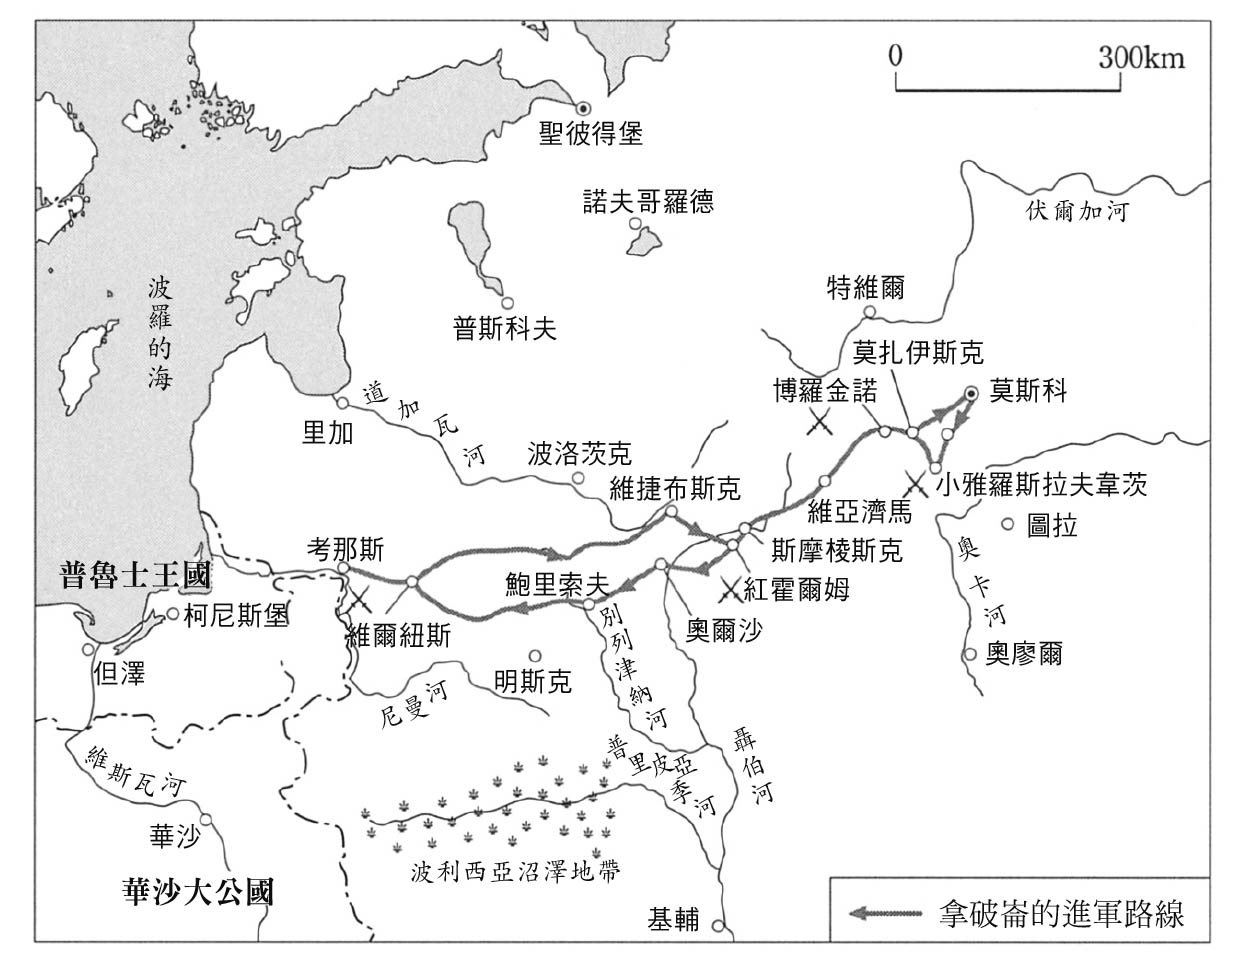 0 300km
聖彼得堡
諾夫哥羅德
伏爾加河
波羅的海
特維爾
普斯科夫
莫扎伊斯克
博羅金諾
莫斯科
道加瓦河
里加
波洛茨克
維捷布斯克
小雅羅斯拉夫韋茨
維亞濟馬
圖拉
斯摩棱斯克
考那斯
奧卡河
普魯士王國
鮑里索夫
紅霍爾姆
柯尼斯堡
維爾紐斯
別列津納河
奧爾沙
奧廖爾
但澤
明斯克
尼曼河
聶伯河
普里皮亞季河
維斯瓦河
華沙
波利西亞沼澤地帶
華沙大公國
基輔
拿破崙的進軍路線